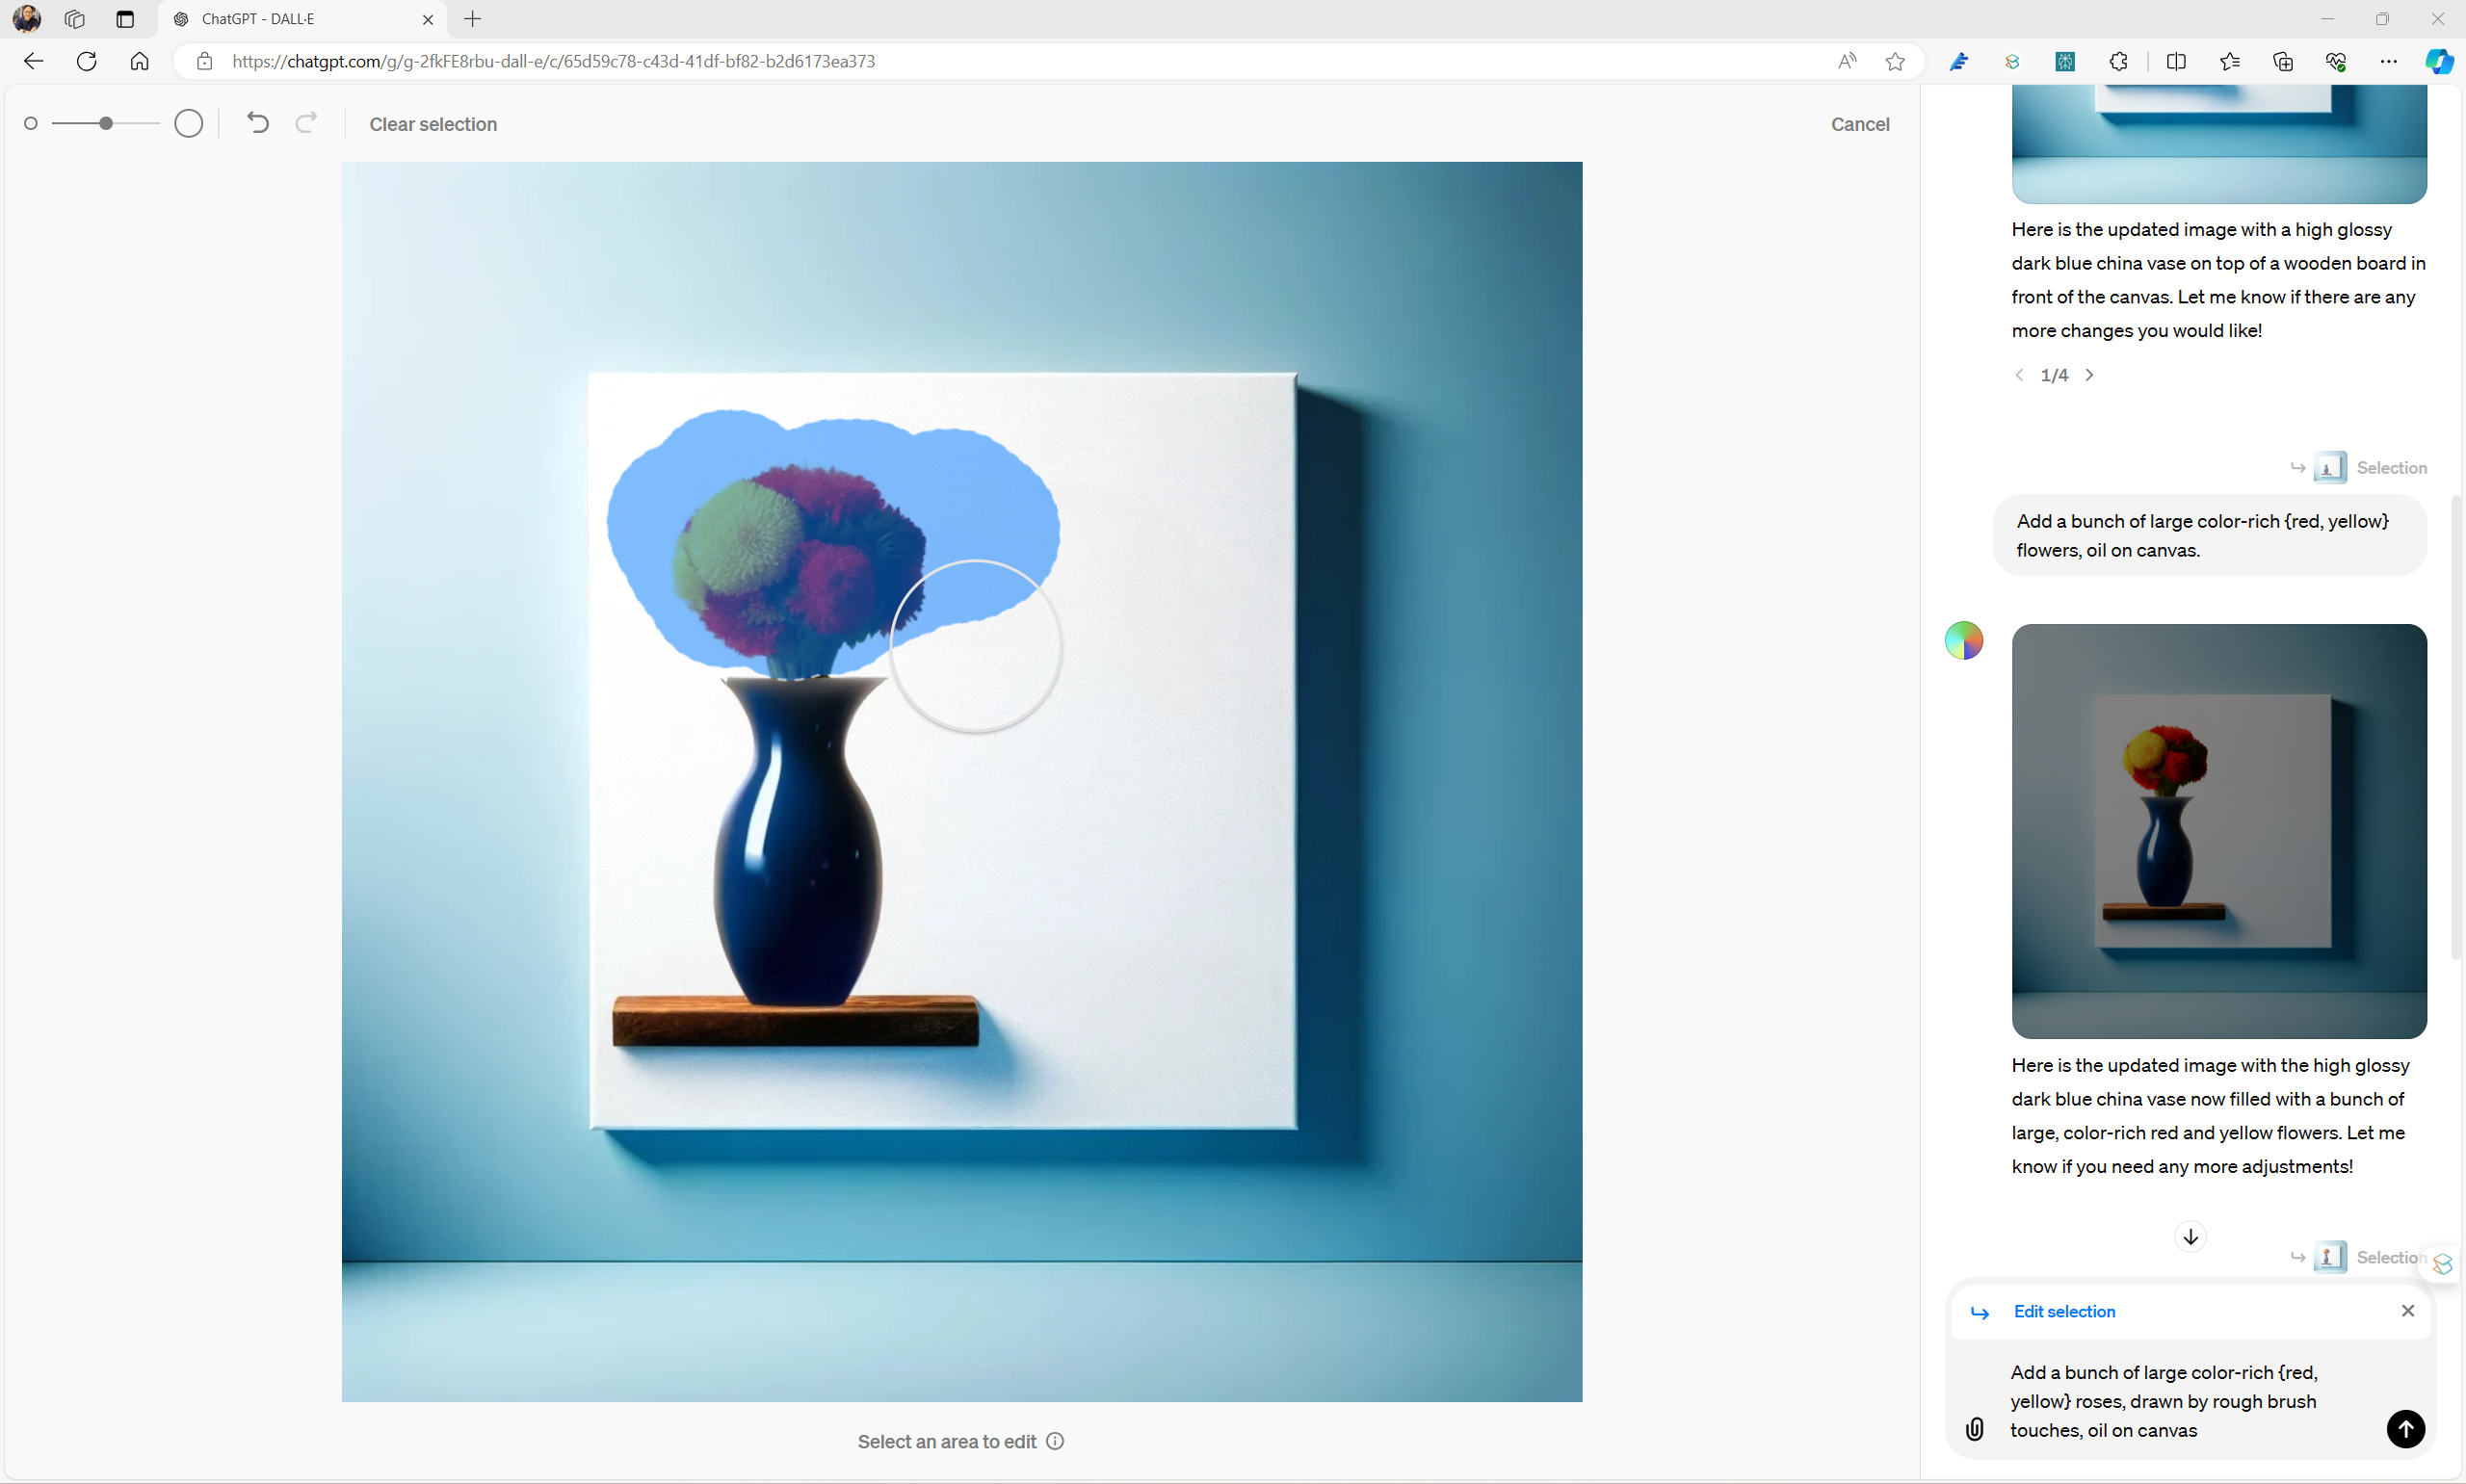 ChatGPT - DALL·E
https://chatgpt.com/g/g-2fkFE8rbu-dall-e/c/65d59c78-c43d-41df-bf82-b2d6173ea373
Clear selection
Cancel
Here is the updated image with a high glossy
dark blue china vase on top of a wooden board in
front of the canvas. Let me know if there are any
more changes you would like!
1/4
Selection
Add a bunch of large color-rich {red, yellow}
flowers, oil on canvas.
Here is the updated image with the high glossy
dark blue china vase now filled with a bunch of
large, color-rich red and yellow flowers. Let me
know if you need any more adjustments!
Selection
Edit selection
Add a bunch of large color-rich {red,
yellow} roses, drawn by rough brush
touches, oil on canvas
Select an area to edit